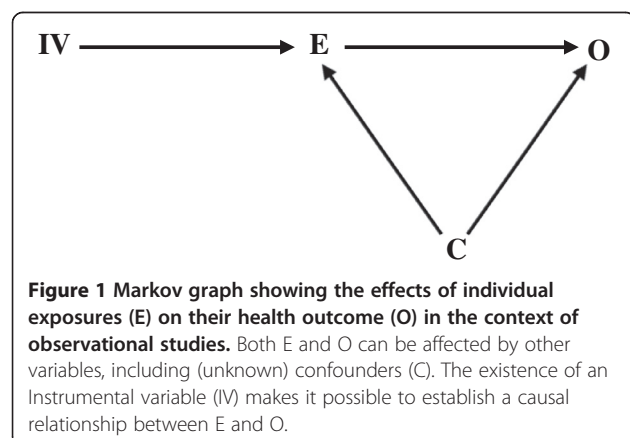 IV E O
C
Figure 1 Markov graph showing the effects of individual
exposures (E) on their health outcome (O) in the context of
observational studies. Both E and O can be affected by other
variables, including (unknown) confounders (C). The existence of an
Instrumental variable (IV) makes it possible to establish a causal
relationship between E and O.